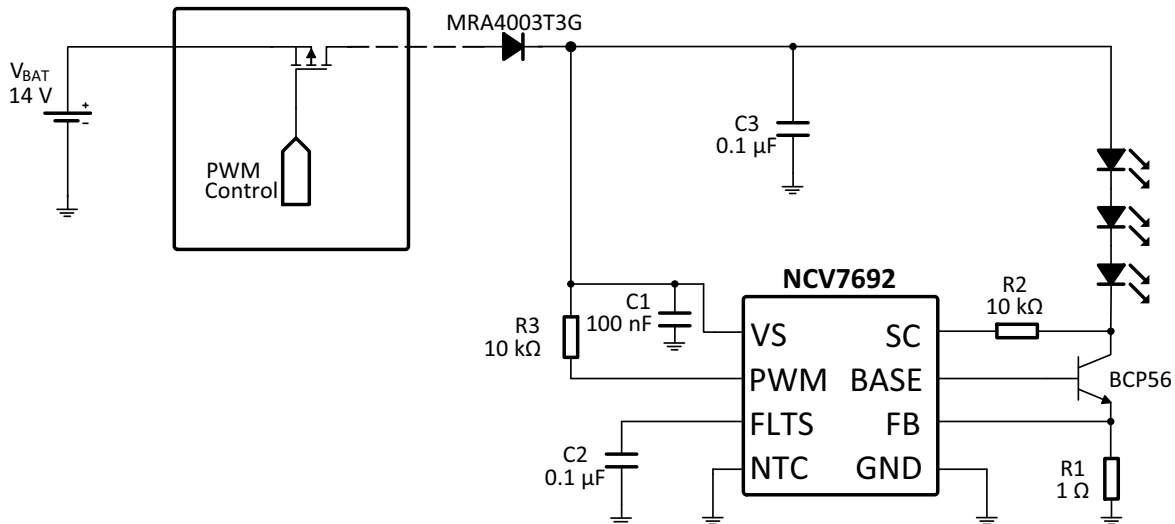 MRA4003T3G
VBAT
14 V
+
-
PWM
Control
C3
0.1 µF
NCV7692
R3
10 kΩ
C1
100 nF
R2
10 kΩ
VS
SC
PWM
BASE
BCP56
FLTS
FB
C2
0.1 µF
NTC
GND
R1
1 Ω